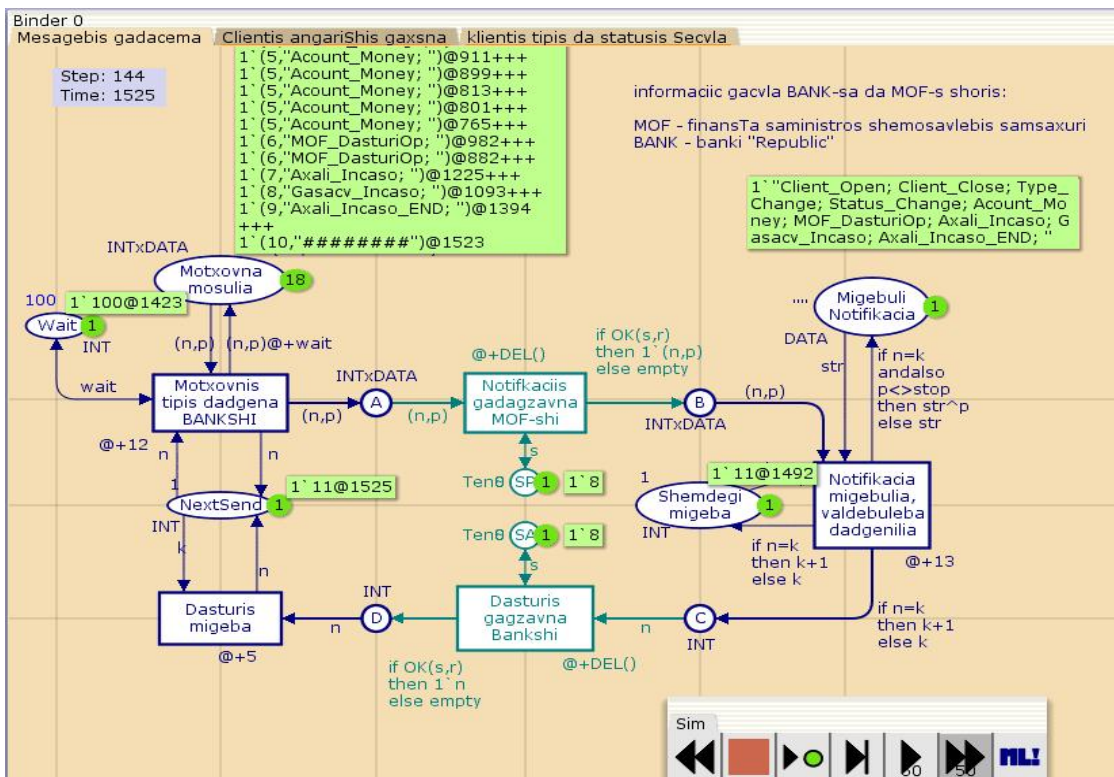 Binder 0
Mesagebis gadacema
Clientis angariShis gaxsna
klientis tipis da statusis Secvla
Step: 144
Time: 1525
1`(5,"Acount_Money; ")@911+++
1`(5,"Acount_Money; ")@899+++
1`(5,"Acount_Money; ")@813+++
1`(5,"Acount_Money; ")@801+++
1`(5,"Acount_Money; ")@765+++
1`(6,"MOF_DasturiOp; ")@982+++
1`(6,"MOF_DasturiOp; ")@882+++
1`(7,"Axali_Incaso; ")@1225+++
1`(8,"Gasacv_Incaso; ")@1093+++
1`(9,"Axali_Incaso_END; ")@1394
+++
1`(10,"########")@1523
informaciic gacvla BANK-sa da MOF-s shoris:
MOF - finansTa saministros shemosavlebis samsaxuri
BANK - banki "Republic"
1`"Client_Open; Client_Close; Type_
Change; Status_Change; Acount_Mo
ney; MOF_DasturiOp; Axali_Incaso; G
asacv_Incaso; Axali_Incaso_END; "
INTxDATA
Motxovna
mosulia
18
100
1`100@1423
Wait
1
INT
(n,p)
(n,p)@+wait
wait
Motxovnis
tipis dadgena
BANKSHI
@+12
INTxDATA
A
(n,p)
(n,p)
@+DEL()
Notifkaciis
gadagzavna
MOF-shi
if OK(s,r)
then 1`(n,p)
else empty
B
INTxDATA
(n,p)
""
Migebuli
Notifikacia
1
DATA
str
if n=k
andalso
p<>stop
then str^p
else str
n
n
1
NextSend
1
1`11@1525
INT
k
n
s
Ten0
SP
1
1`8
Ten0
SA
1
1`8
s
1
1`11@1492
Shemdegi
migeba
1
INT
if n=k
then k+1
else k
Notifikacia
migebulia,
valdebuleba
dadgenilia
@+13
Dasturis
migeba
@+5
n
INT
D
if OK(s,r)
then 1`n
else empty
Dasturis
gagzavna
Bankshi
@+DEL()
n
C
INT
if n=k
then k+1
else k
Sim
ML!